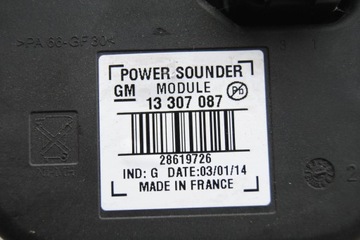 >PA 66-GF30<
POWER SOUNDER
GM MODULE
13 307 087 Pb
28619726
IND: G DATE:03/01/14
MADE IN FRANCE
2